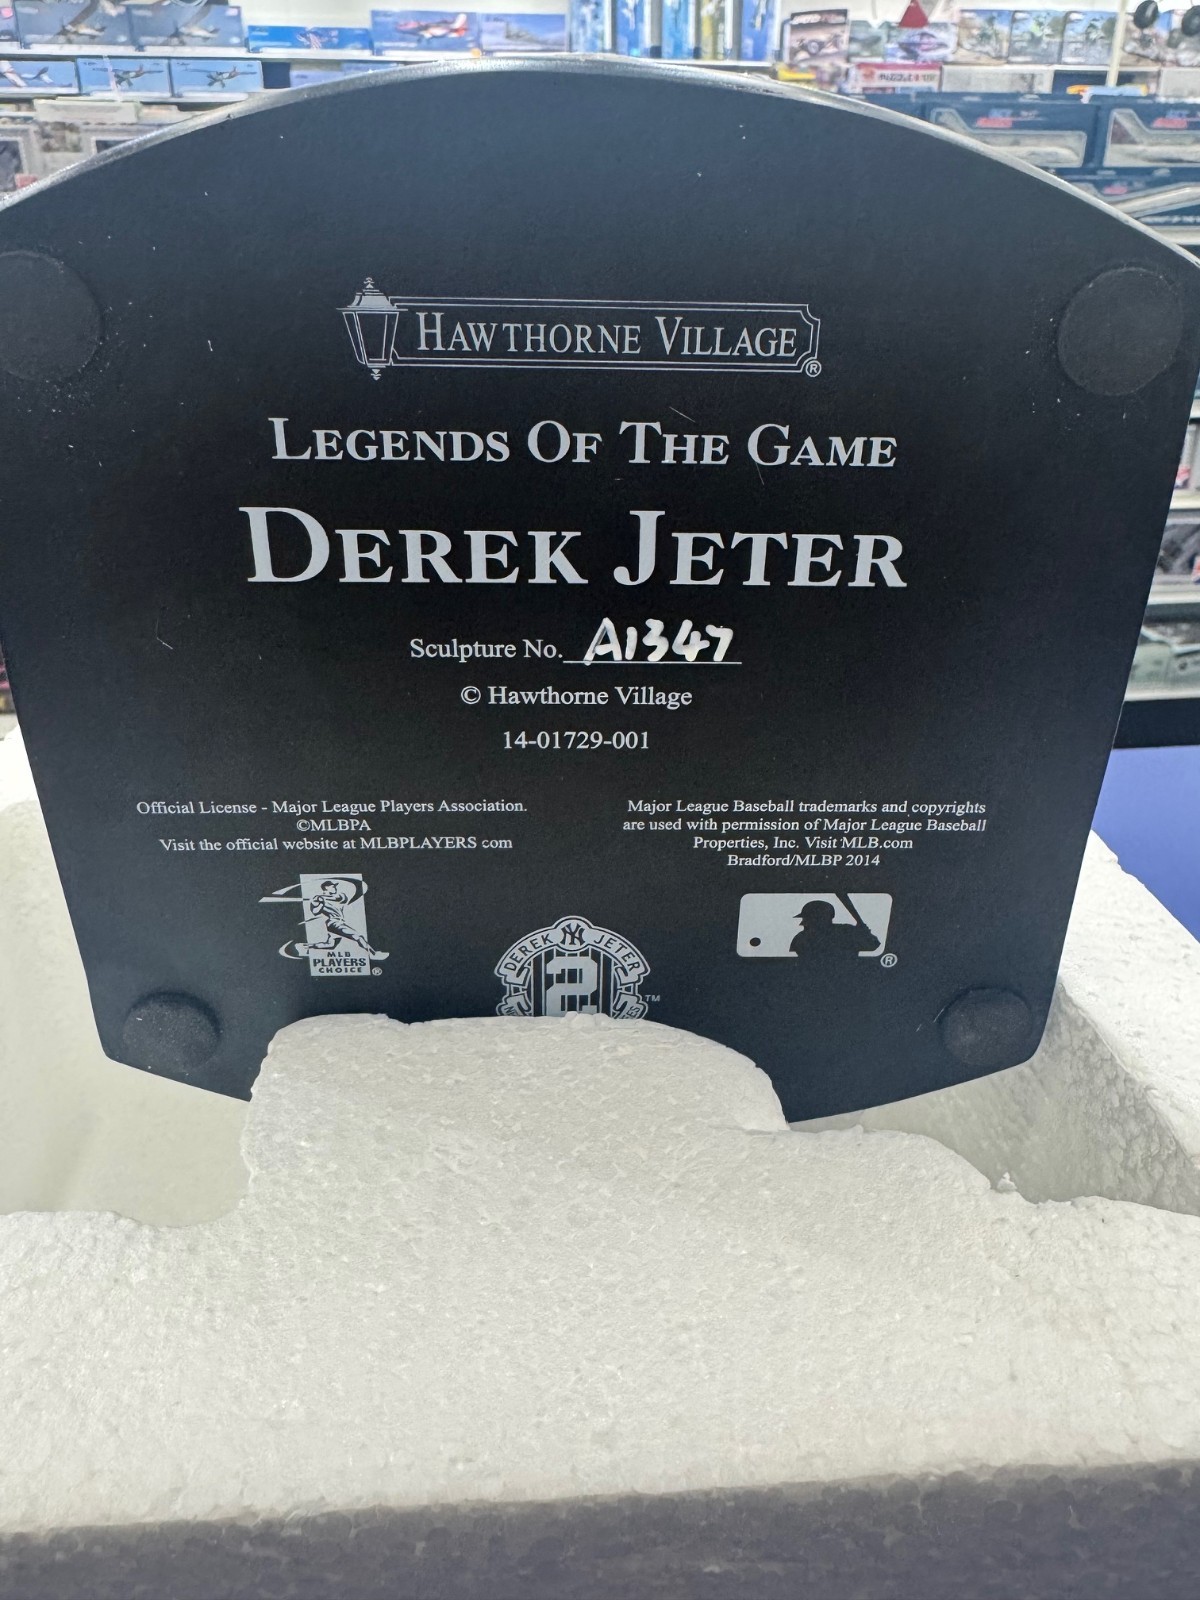 HAWTHORNE VILLAGE®
LEGENDS OF THE GAME
DEREK JETER
Sculpture No. A1347
© Hawthorne Village
14-01729-001
Official License - Major League Players Association.
©MLBPA
Visit the official website at MLBPLAYERS com
Major League Baseball trademarks and copyrights
are used with permission of Major League Baseball
Properties, Inc. Visit MLB.com
Bradford/MLBP 2014
MLB
PLAYERS
CHOICE ®
DEREK NY JETER
2
TM
®